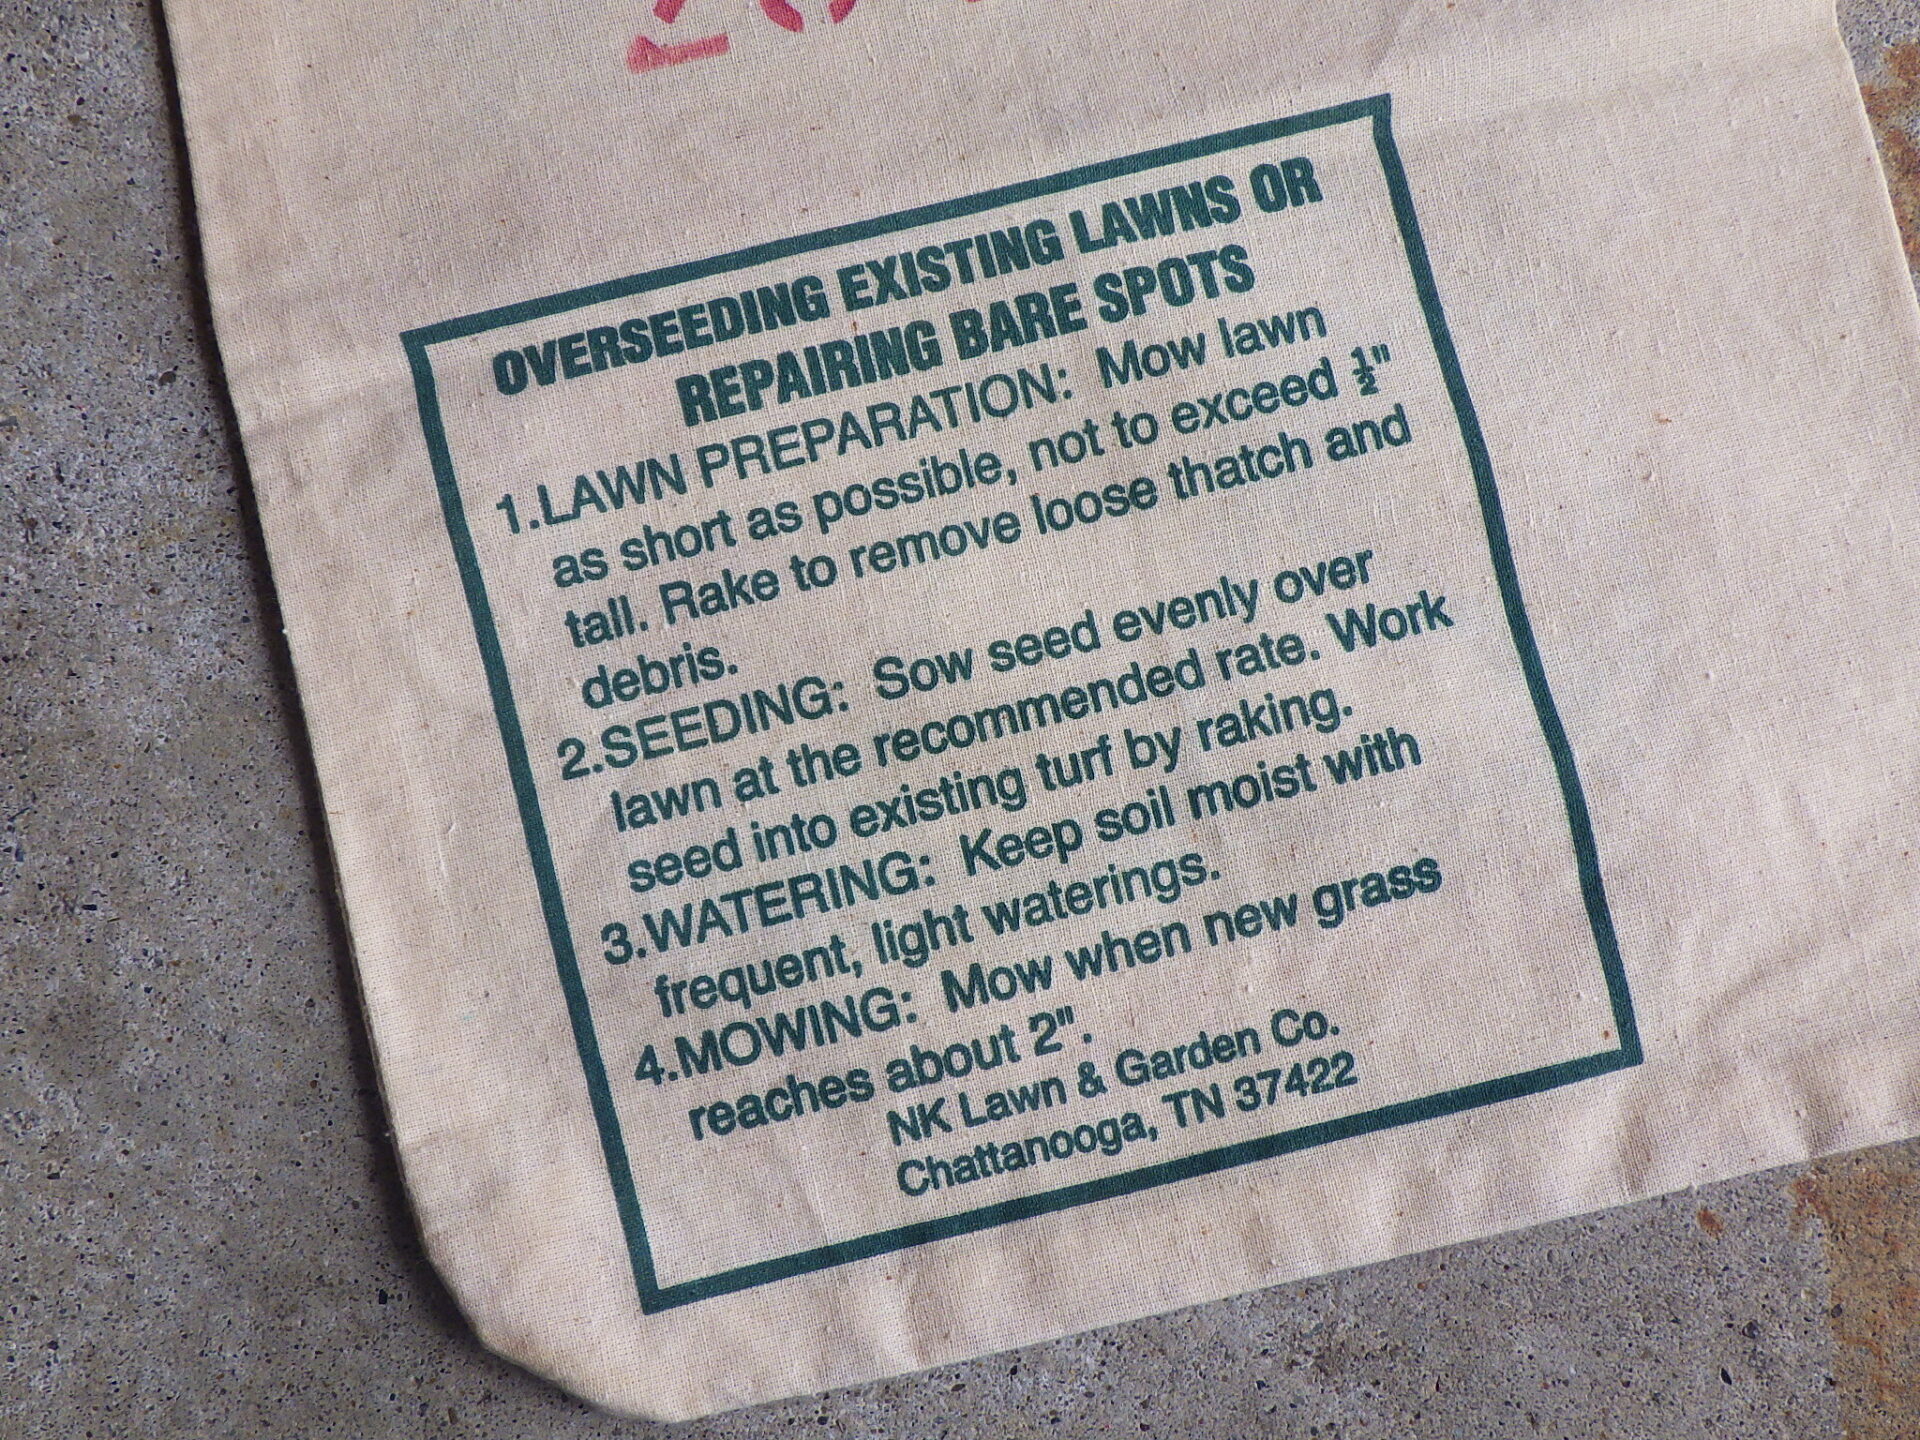 OVERSEEDING EXISTING LAWNS OR
REPAIRING BARE SPOTS
1.LAWN PREPARATION: Mow lawn
as short as possible, not to exceed ½"
tall. Rake to remove loose thatch and
debris.
2.SEEDING: Sow seed evenly over
lawn at the recommended rate. Work
seed into existing turf by raking.
3.WATERING: Keep soil moist with
frequent, light waterings.
4.MOWING: Mow when new grass
reaches about 2".
NK Lawn & Garden Co.
Chattanooga, TN 37422